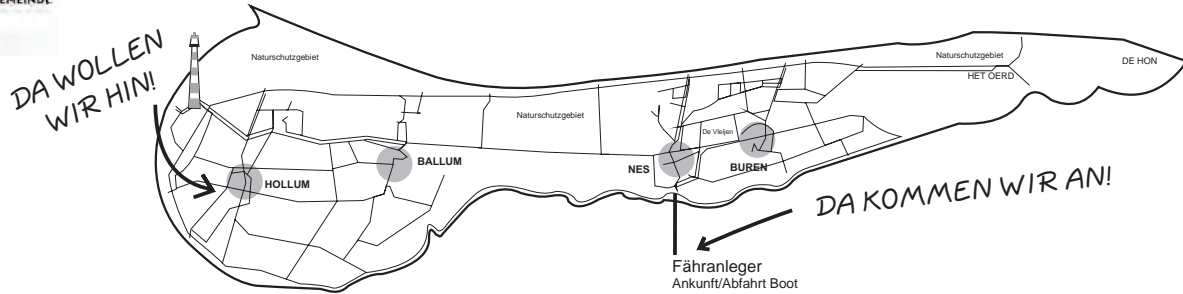 DA WOLLEN
WIR HIN!
Naturschutzgebiet
Naturschutzgebiet
Naturschutzgebiet
HET OERD
DE HON
De Vleijen
HOLLUM
BALLUM
NES
BUREN
DA KOMMEN WIR AN!
Fähranleger
Ankunft/Abfahrt Boot